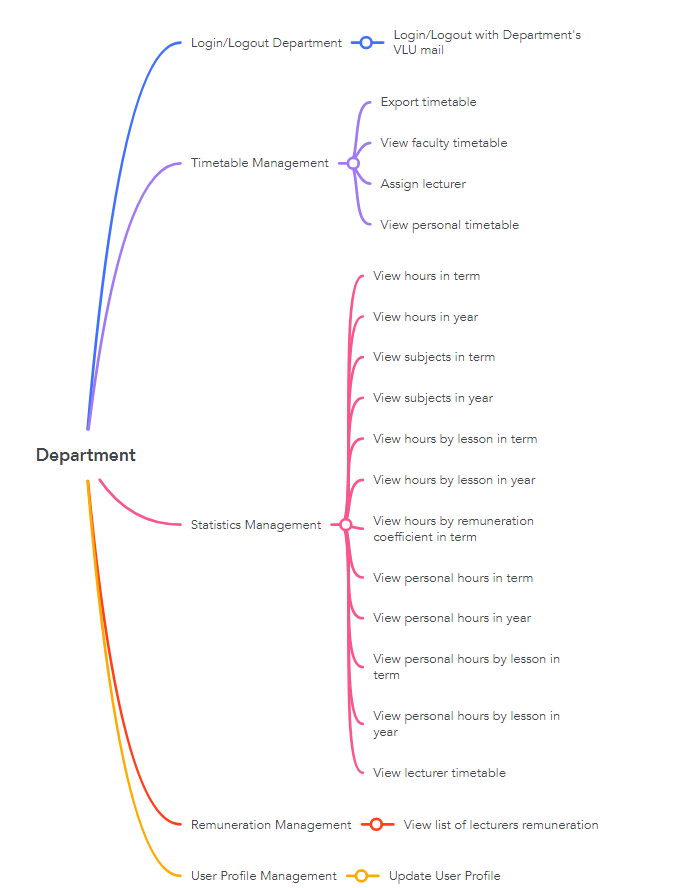 Login/Logout Department
Login/Logout with Department's
VLU mail
Timetable Management
Export timetable
View faculty timetable
Assign lecturer
View personal timetable
Department
Statistics Management
View hours in term
View hours in year
View subjects in term
View subjects in year
View hours by lesson in term
View hours by lesson in year
View hours by remuneration
coefficient in term
View personal hours in term
View personal hours in year
View personal hours by lesson in
term
View personal hours by lesson in
year
View lecturer timetable
Remuneration Management
View list of lecturers remuneration
User Profile Management
Update User Profile